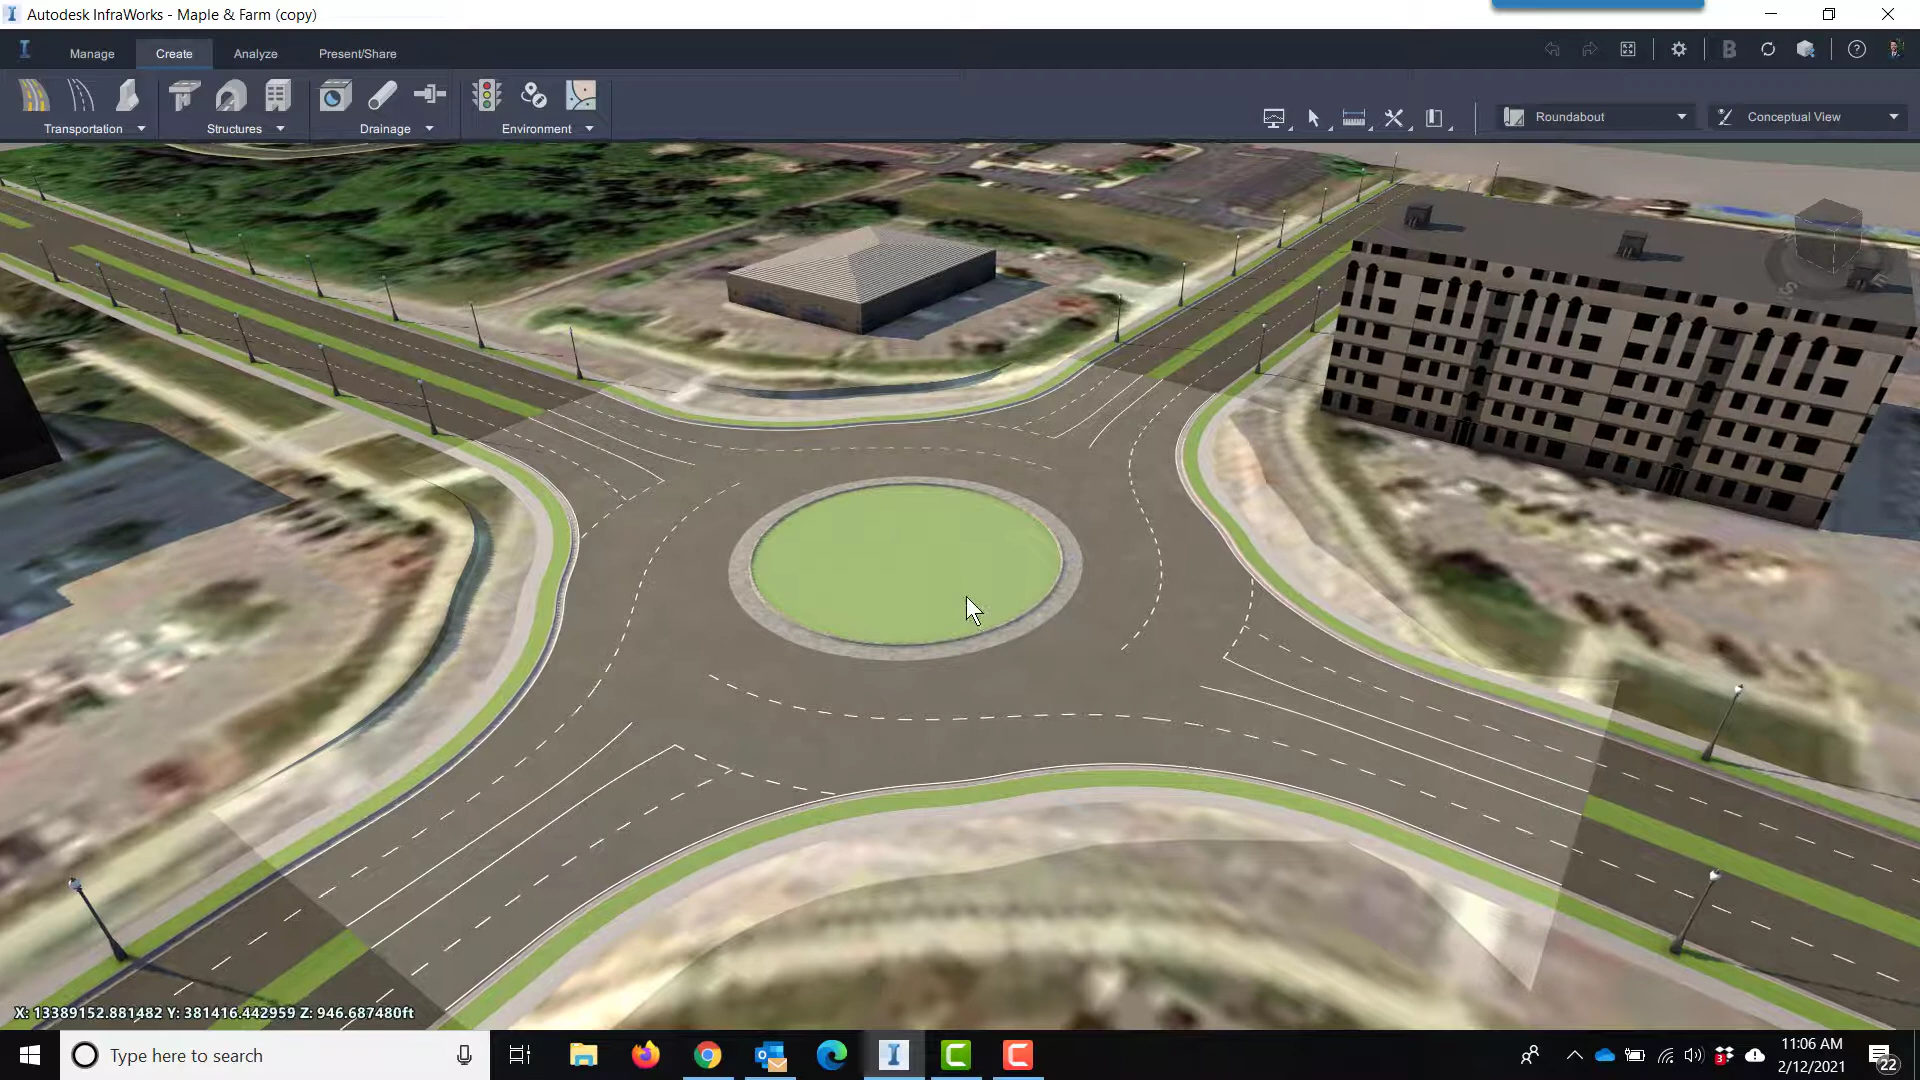 Autodesk InfraWorks - Maple & Farm (copy)
Manage Create Analyze Present/Share
Transportation Structures Drainage Environment
Roundabout Conceptual View
X: 13389152.881482 Y: 381416.442959 Z: 946.687480ft
Type here to search
3
11:06 AM
2/12/2021
22